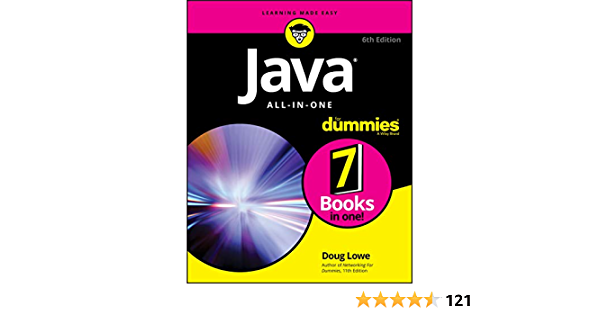 LEARNING MADE EASY
6th Edition
Java®
ALL-IN-ONE
for
dummies®
A Wiley Brand
7
Books
in one!
Doug Lowe
Author of Networking For
Dummies, 11th Edition
121